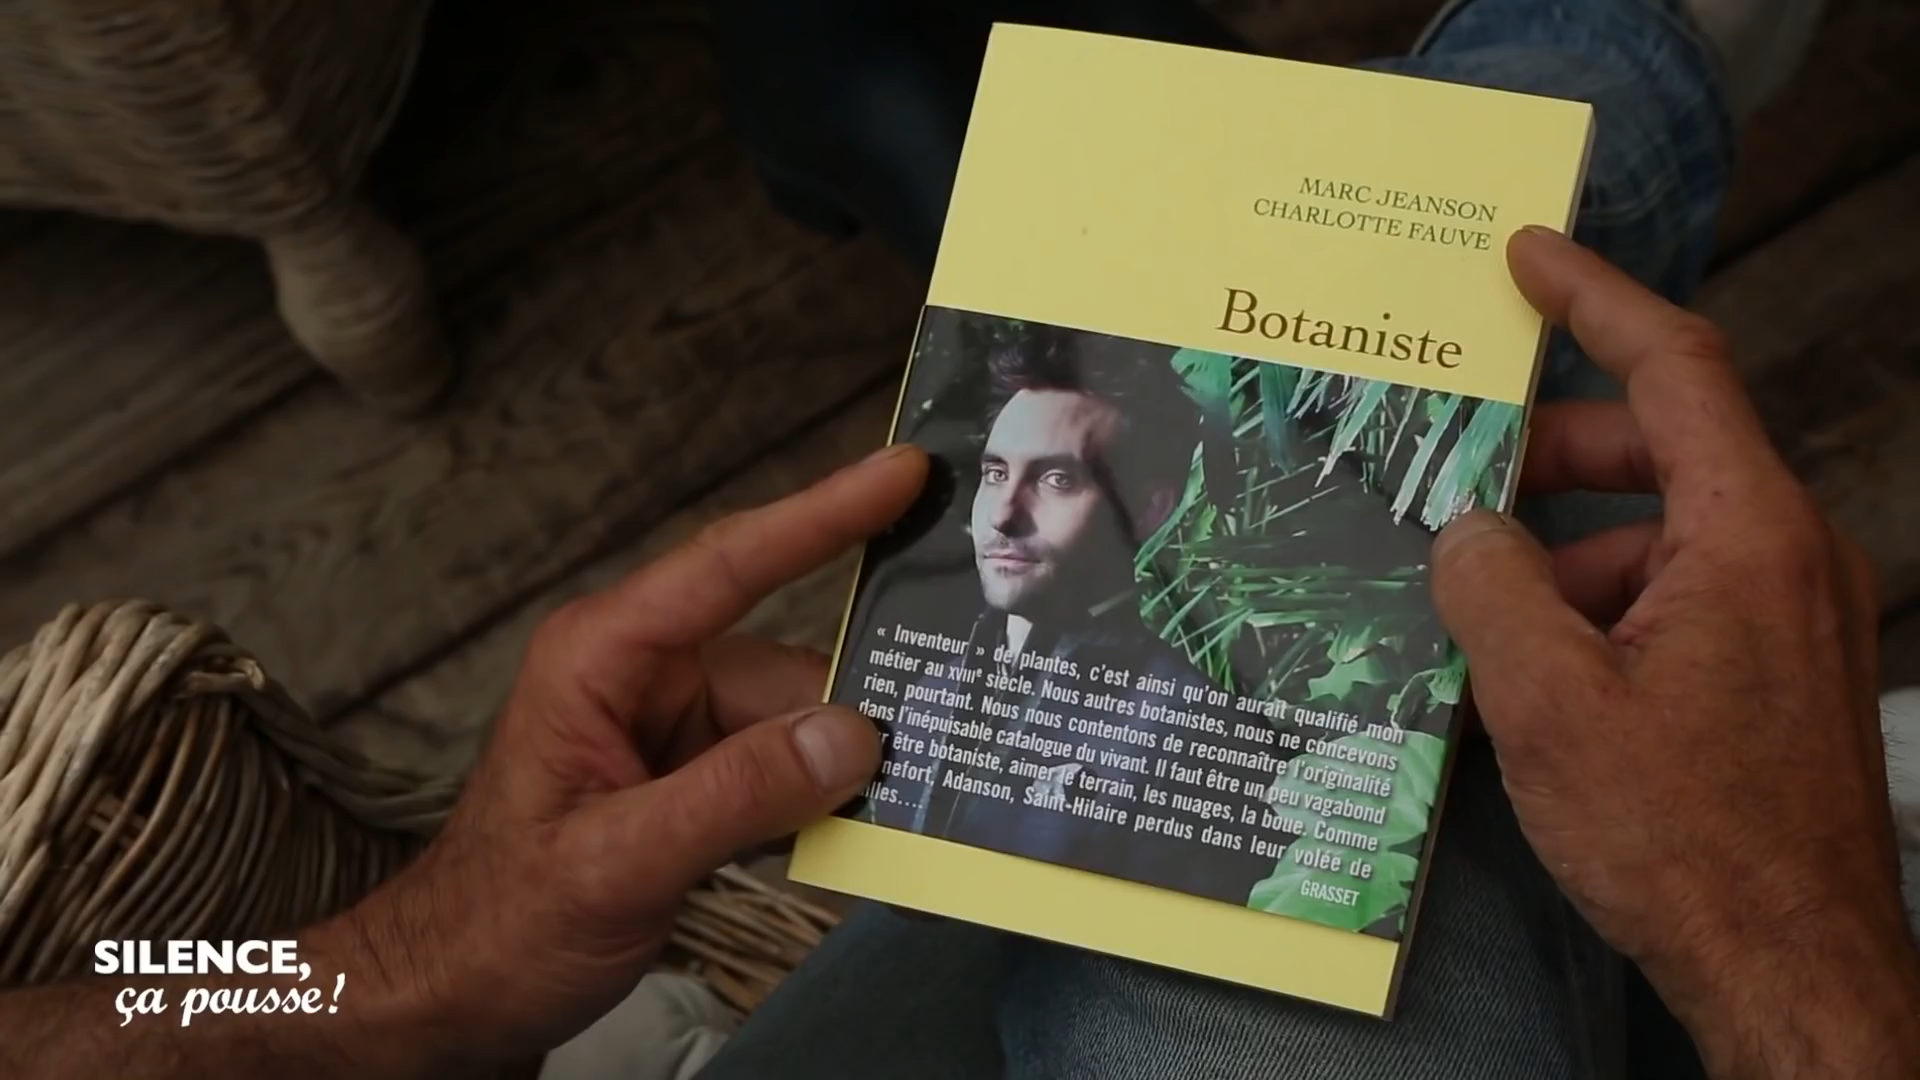 MARC JEANSON
CHARLOTTE FAUVE
Botaniste
« Inventeur » de plantes, c'est ainsi qu'on aurait qualifié mon
métier au XVIIIe siècle. Nous autres botanistes, nous ne concevons
rien, pourtant. Nous nous contentons de reconnaître l'originalité
dans l'inépuisable catalogue du vivant. Il faut être un peu vagabond
être botaniste, aimer le terrain, les nuages, la boue. Comme
nefort, Adanson, Saint-Hilaire perdus dans leur volée de
illes....
GRASSET
SILENCE,
ça pousse!